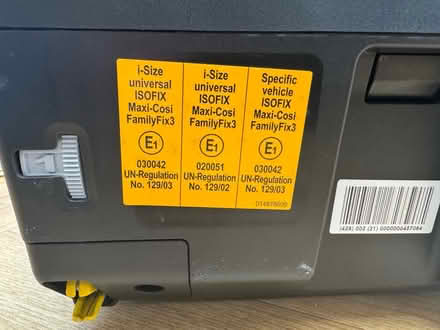 i-Size
universal
ISOFIX
Maxi-Cosi
FamilyFix3
E1
030042
UN-Regulation
No. 129/03
i-Size
universal
ISOFIX
Maxi-Cosi
FamilyFix3
E1
020051
UN-Regulation
No. 129/02
Specific
vehicle
ISOFIX
Maxi-Cosi
FamilyFix3
E1
030042
UN-Regulation
No. 129/03